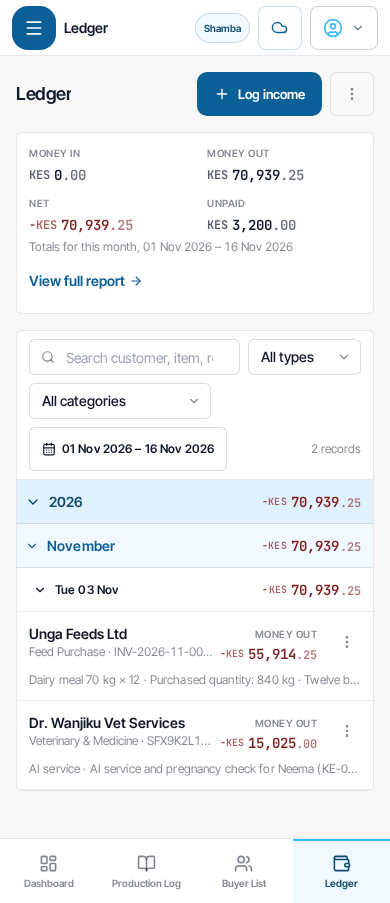 Ledger
Shamba
Ledger
Log income
MONEY IN
MONEY OUT
KES 0.00
KES 70,939.25
NET
UNPAID
-KES 70,939.25
KES 3,200.00
Totals for this month, 01 Nov 2026 – 16 Nov 2026
View full report →
Search customer, item, r
All types
All categories
01 Nov 2026 – 16 Nov 2026
2 records
2026
-KES 70,939.25
November
-KES 70,939.25
Tue 03 Nov
-KES 70,939.25
Unga Feeds Ltd
MONEY OUT
Feed Purchase · INV-2026-11-00...
-KES 55,914.25
Dairy meal 70 kg × 12 · Purchased quantity: 840 kg · Twelve b...
Dr. Wanjiku Vet Services
MONEY OUT
Veterinary & Medicine · SFX9K2L1...
-KES 15,025.00
AI service · AI service and pregnancy check for Neema (KE-0...
Dashboard
Production Log
Buyer List
Ledger